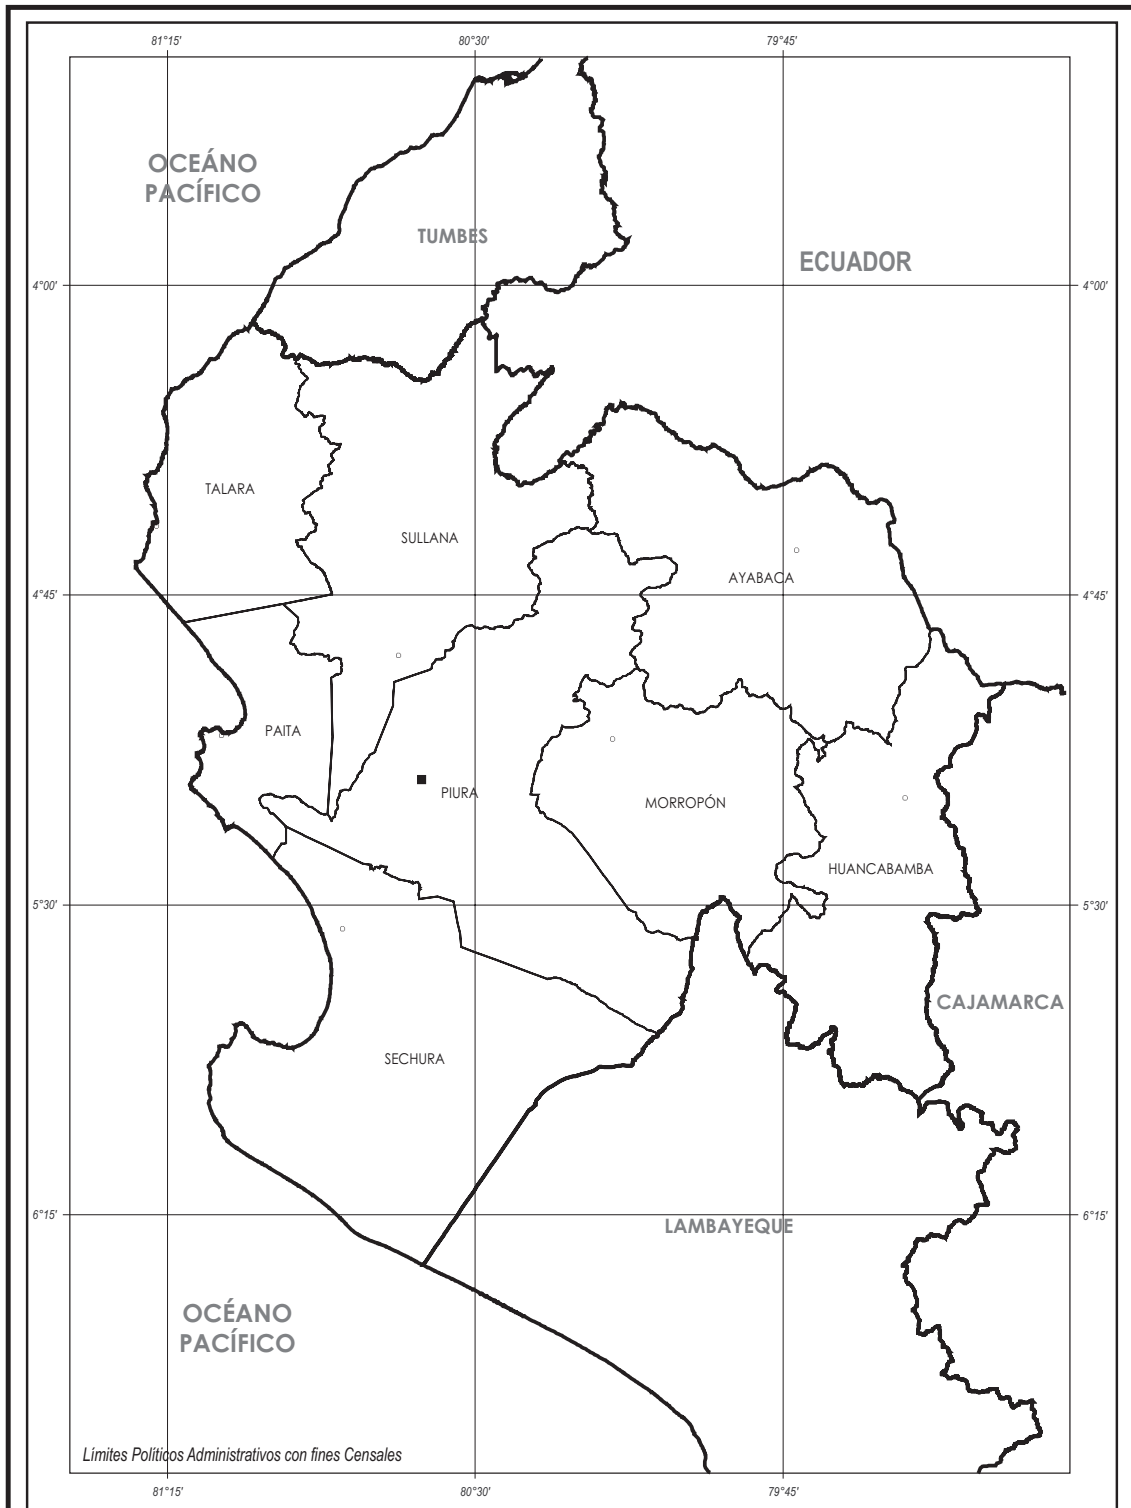 81°15' 80°30' 79°45'
OCEÁNO
PACÍFICO
TUMBES
ECUADOR
4°00' 4°00'
TALARA
SULLANA
AYABACA
4°45' 4°45'
PAITA
PIURA
MORROPÓN
HUANCABAMBA
5°30' 5°30'
CAJAMARCA
SECHURA
6°15' 6°15'
LAMBAYEQUE
OCÉANO
PACÍFICO
Límites Políticos Administrativos con fines Censales
81°15' 80°30' 79°45'